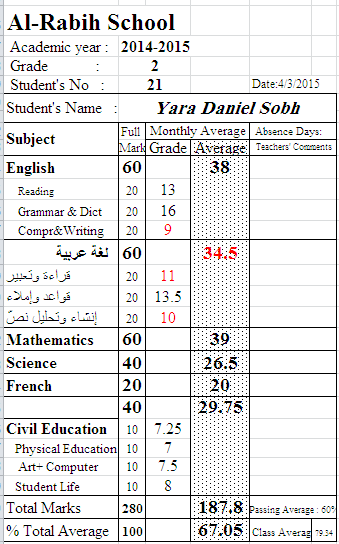 Al-Rabih School
Academic year : 2014-2015
Grade : 2
Student's No : 21 Date:4/3/2015
Student's Name : Yara Daniel Sobh
Subject Full Mark Monthly Average Absence Days:
Grade Average Teachers' Comments
English 60 38
Reading 20 13
Grammar & Dict 20 16
Compr&Writing 20 9
لغة عربية 60 34.5
قراءة وتعبير 20 11
قواعد وإملاء 20 13.5
إنشاء وتحليل نصّ 20 10
Mathematics 60 39
Science 40 26.5
French 20 20
40 29.75
Civil Education 10 7.25
Physical Education 10 7
Art+ Computer 10 7.5
Student Life 10 8
Total Marks 280 187.8 Passing Average : 60%
% Total Average 100 67.05 Class Averag 79.34